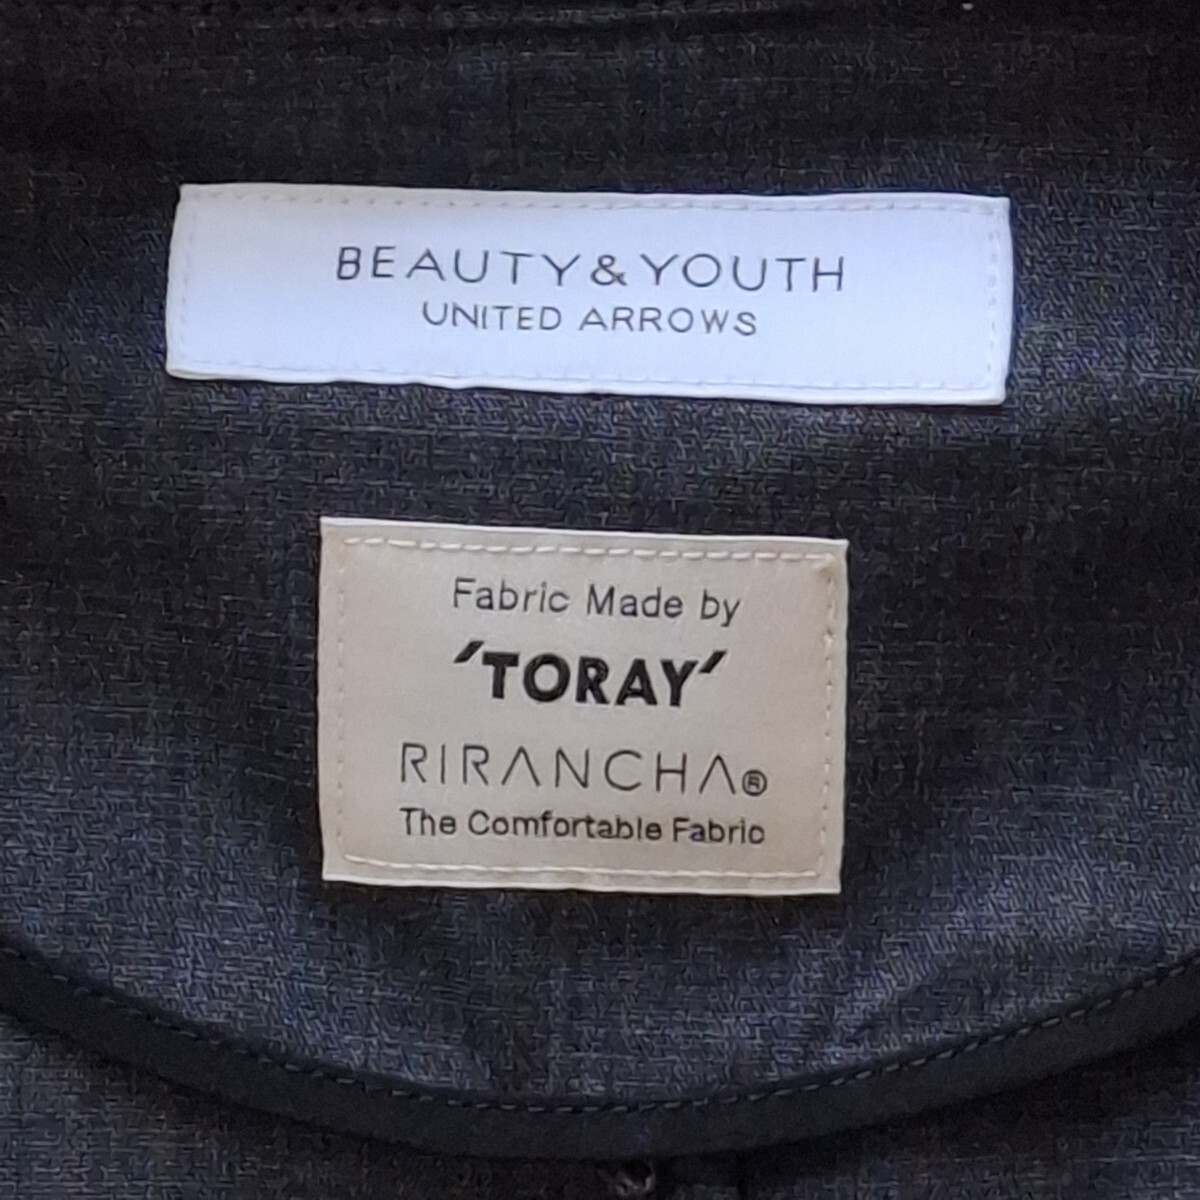 BEAUTY&YOUTH
UNITED ARROWS
Fabric Made by
'TORAY'
RIRANCHA®
The Comfortable Fabric